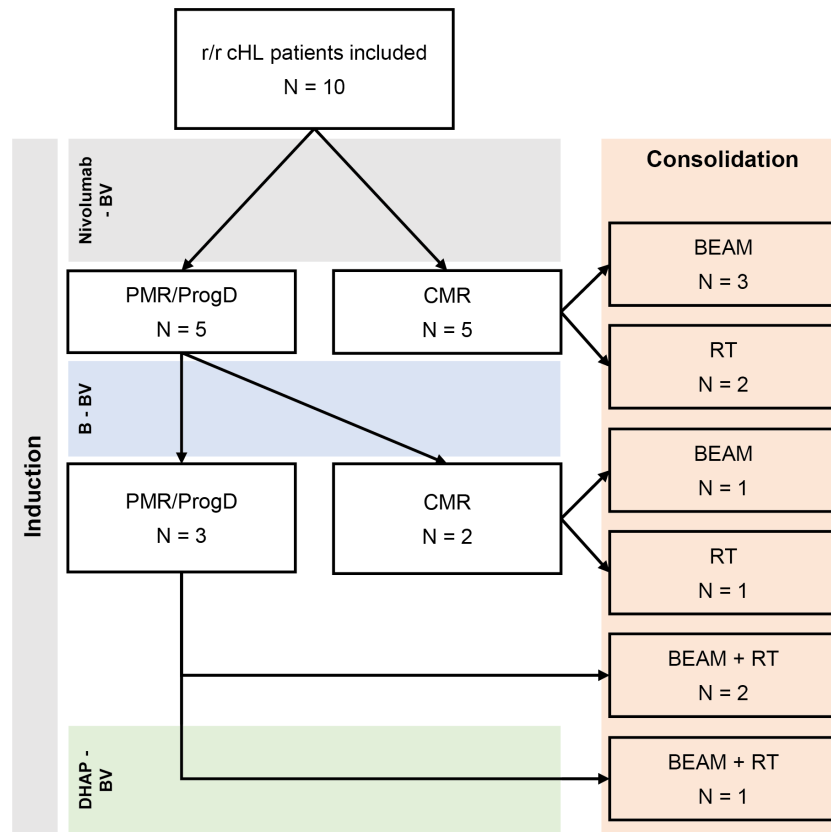 r/r cHL patients included
N = 10
Nivolumab
- BV
Consolidation
PMR/ProgD
N = 5
CMR
N = 5
BEAM
N = 3
RT
N = 2
B - BV
Induction
PMR/ProgD
N = 3
CMR
N = 2
BEAM
N = 1
RT
N = 1
BEAM + RT
N = 2
DHAP -
BV
BEAM + RT
N = 1